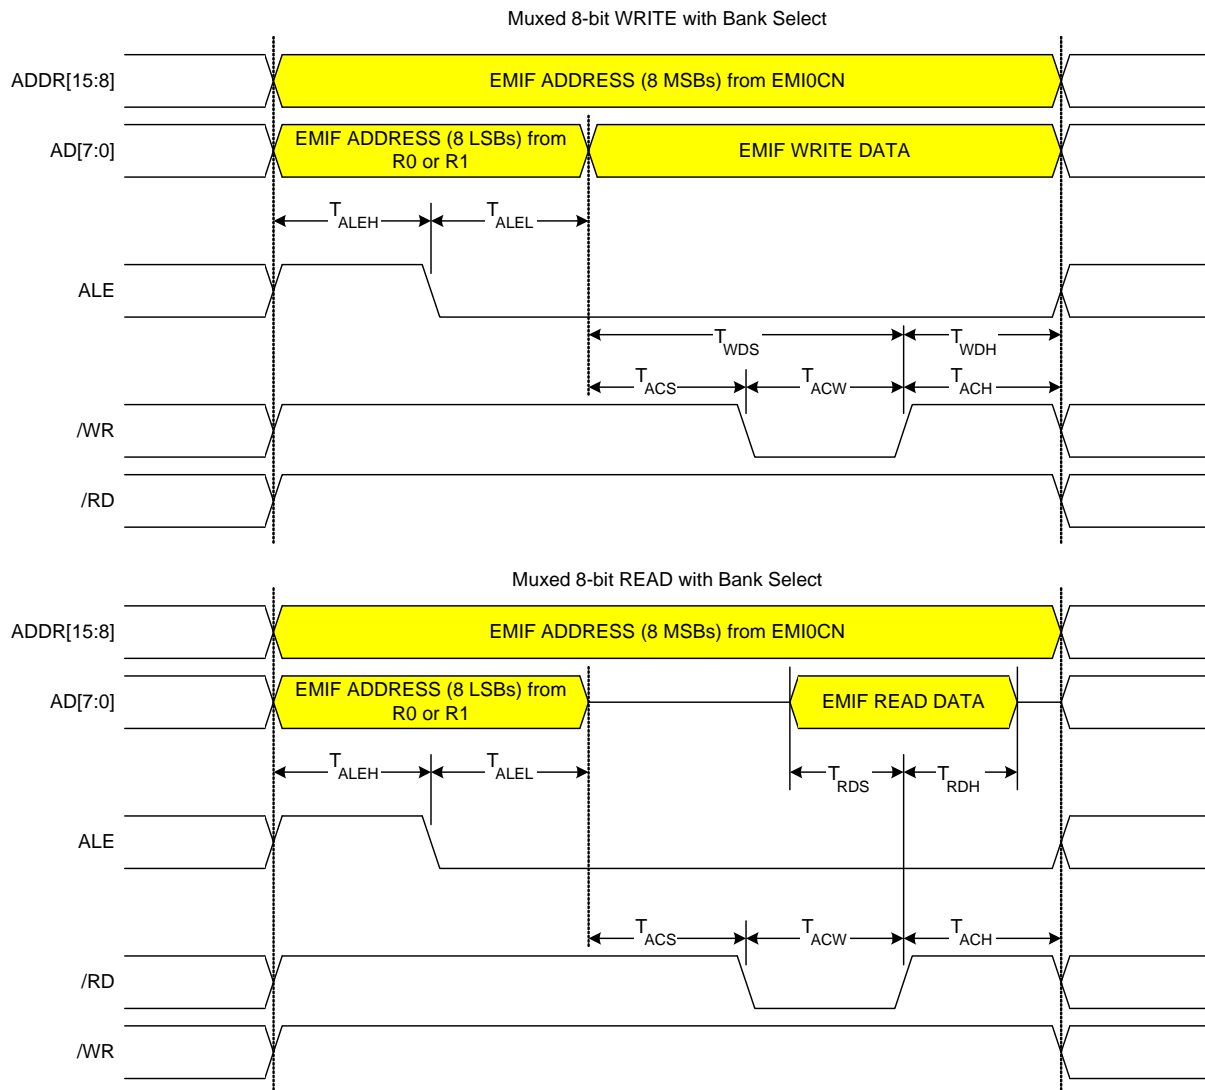 Muxed 8-bit WRITE with Bank Select
ADDR[15:8]
EMIF ADDRESS (8 MSBs) from EMI0CN
AD[7:0]
EMIF ADDRESS (8 LSBs) from
R0 or R1
EMIF WRITE DATA
TALEH
TALEL
ALE
TWDS
TWDH
TACS
TACW
TACH
/WR
/RD
Muxed 8-bit READ with Bank Select
ADDR[15:8]
EMIF ADDRESS (8 MSBs) from EMI0CN
AD[7:0]
EMIF ADDRESS (8 LSBs) from
R0 or R1
EMIF READ DATA
TALEH
TALEL
TRDS
TRDH
ALE
TACS
TACW
TACH
/RD
/WR